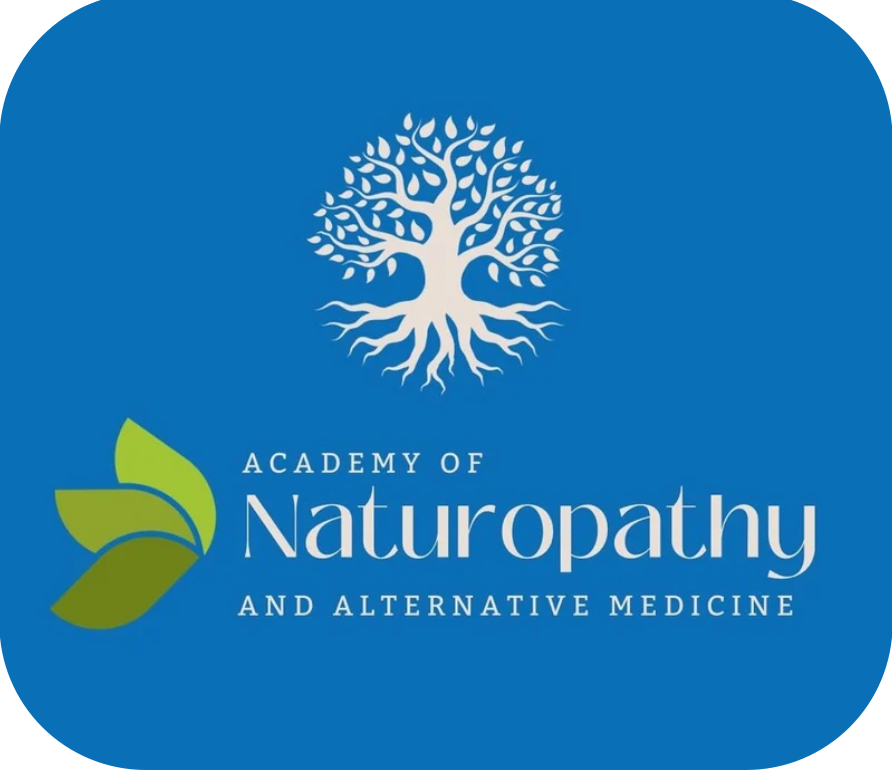 ACADEMY OF
Naturopathy
AND ALTERNATIVE MEDICINE